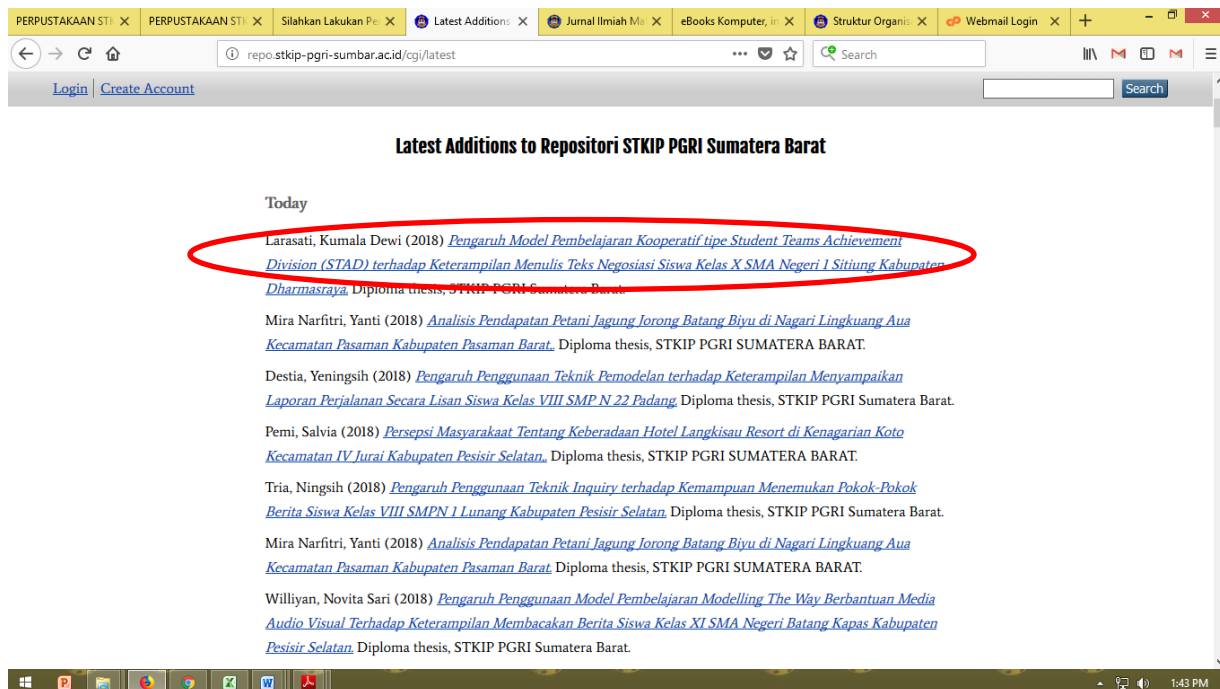 PERPUSTAKAAN STK
PERPUSTAKAAN STK
Silahkan Lakukan Pe
Latest Additions
Jurnal Ilmiah Ma
eBooks Komputer, in
Struktur Organis
Webmail Login
repo.stkip-pgri-sumbar.ac.id/cgi/latest
Search
Login Create Account
Search
Latest Additions to Repositori STKIP PGRI Sumatera Barat
Today
Larasati, Kumala Dewi (2018) Pengaruh Model Pembelajaran Kooperatif tipe Student Teams Achievement
Division (STAD) terhadap Keterampilan Menulis Teks Negosiasi Siswa Kelas X SMA Negeri 1 Sitiung Kabupaten
Dharmasraya. Diploma thesis, STKIP PGRI Sumatera Barat.
Mira Narfitri, Yanti (2018) Analisis Pendapatan Petani Jagung Jorong Batang Biyu di Nagari Lingkuang Aua
Kecamatan Pasaman Kabupaten Pasaman Barat,. Diploma thesis, STKIP PGRI SUMATERA BARAT.
Destia, Yeningsih (2018) Pengaruh Penggunaan Teknik Pemodelan terhadap Keterampilan Menyampaikan
Laporan Perjalanan Secara Lisan Siswa Kelas VIII SMP N 22 Padang. Diploma thesis, STKIP PGRI Sumatera Barat.
Pemi, Salvia (2018) Persepsi Masyarakaat Tentang Keberadaan Hotel Langkisau Resort di Kenagarian Koto
Kecamatan IV Jurai Kabupaten Pesisir Selatan,. Diploma thesis, STKIP PGRI SUMATERA BARAT.
Tria, Ningsih (2018) Pengaruh Penggunaan Teknik Inquiry terhadap Kemampuan Menemukan Pokok-Pokok
Berita Siswa Kelas VIII SMPN 1 Lunang Kabupaten Pesisir Selatan. Diploma thesis, STKIP PGRI Sumatera Barat.
Mira Narfitri, Yanti (2018) Analisis Pendapatan Petani Jagung Jorong Batang Biyu di Nagari Lingkuang Aua
Kecamatan Pasaman Kabupaten Pasaman Barat. Diploma thesis, STKIP PGRI SUMATERA BARAT.
Williyan, Novita Sari (2018) Pengaruh Penggunaan Model Pembelajaran Modelling The Way Berbantuan Media
Audio Visual Terhadap Keterampilan Membacakan Berita Siswa Kelas XI SMA Negeri Batang Kapas Kabupaten
Pesisir Selatan. Diploma thesis, STKIP PGRI Sumatera Barat.
1:43 PM